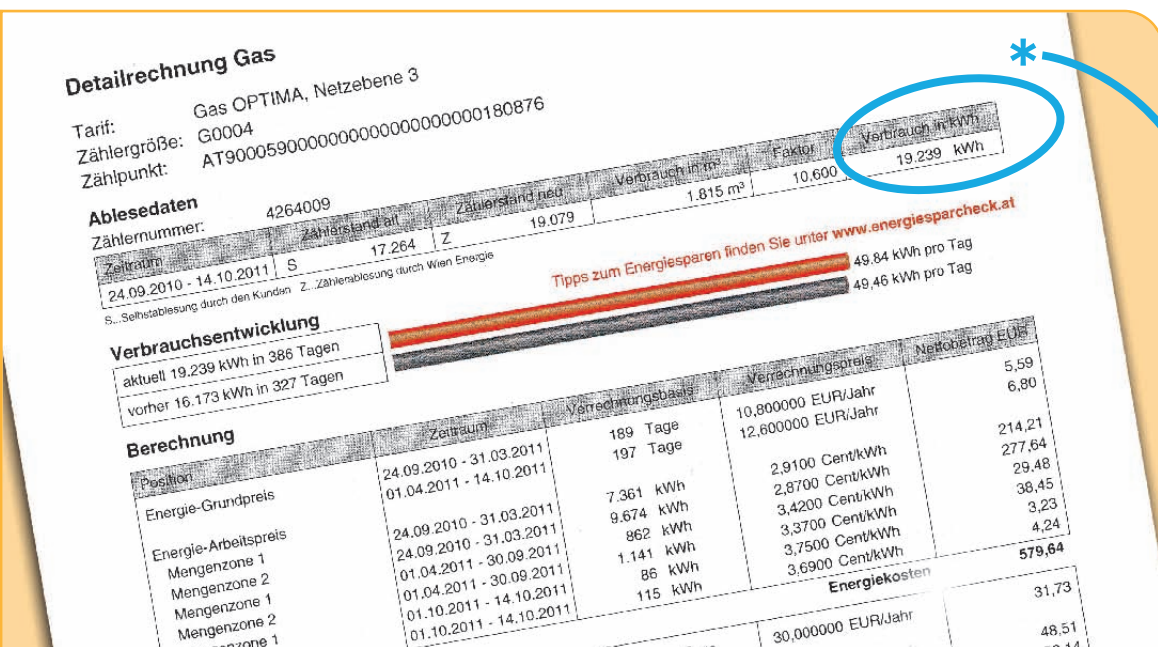 Detailrechnung Gas
Tarif: Gas OPTIMA, Netzebene 3
Zählergröße: G0004
Zählpunkt: AT9000590000000000000000000180876
*
Ablesedaten
Zählernummer: 4264009
Zeitraum Zählerstand alt Zählerstand neu Verbrauch in m³ Faktor Verbrauch in kWh
24.09.2010 - 14.10.2011 S 17.264 Z 19.079 1.815 m³ 10,600 19.239 kWh
S...Selbstablesung durch den Kunden Z...Zählerablesung durch Wien Energie
Tipps zum Energiesparen finden Sie unter www.energiesparcheck.at
Verbrauchsentwicklung
aktuell 19.239 kWh in 386 Tagen 49,84 kWh pro Tag
vorher 16.173 kWh in 327 Tagen 49,46 kWh pro Tag
Berechnung
Position Zeitraum Verrechnungsbasis Verrechnungspreis Nettobetrag EUR
Energie-Grundpreis 24.09.2010 - 31.03.2011 189 Tage 10,800000 EUR/Jahr 5,59
01.04.2011 - 14.10.2011 197 Tage 12,600000 EUR/Jahr 6,80
Energie-Arbeitspreis
Mengenzone 1 24.09.2010 - 31.03.2011 7.361 kWh 2,9100 Cent/kWh 214,21
Mengenzone 2 24.09.2010 - 31.03.2011 9.674 kWh 2,8700 Cent/kWh 277,64
Mengenzone 1 01.04.2011 - 30.09.2011 862 kWh 3,4200 Cent/kWh 29,48
Mengenzone 2 01.04.2011 - 30.09.2011 1.141 kWh 3,3700 Cent/kWh 38,45
enzone 1 01.10.2011 - 14.10.2011 86 kWh 3,7500 Cent/kWh 3,23
01.10.2011 - 14.10.2011 115 kWh 3,6900 Cent/kWh 4,24
Energiekosten 579,64
30,000000 EUR/Jahr 31,73
48,51